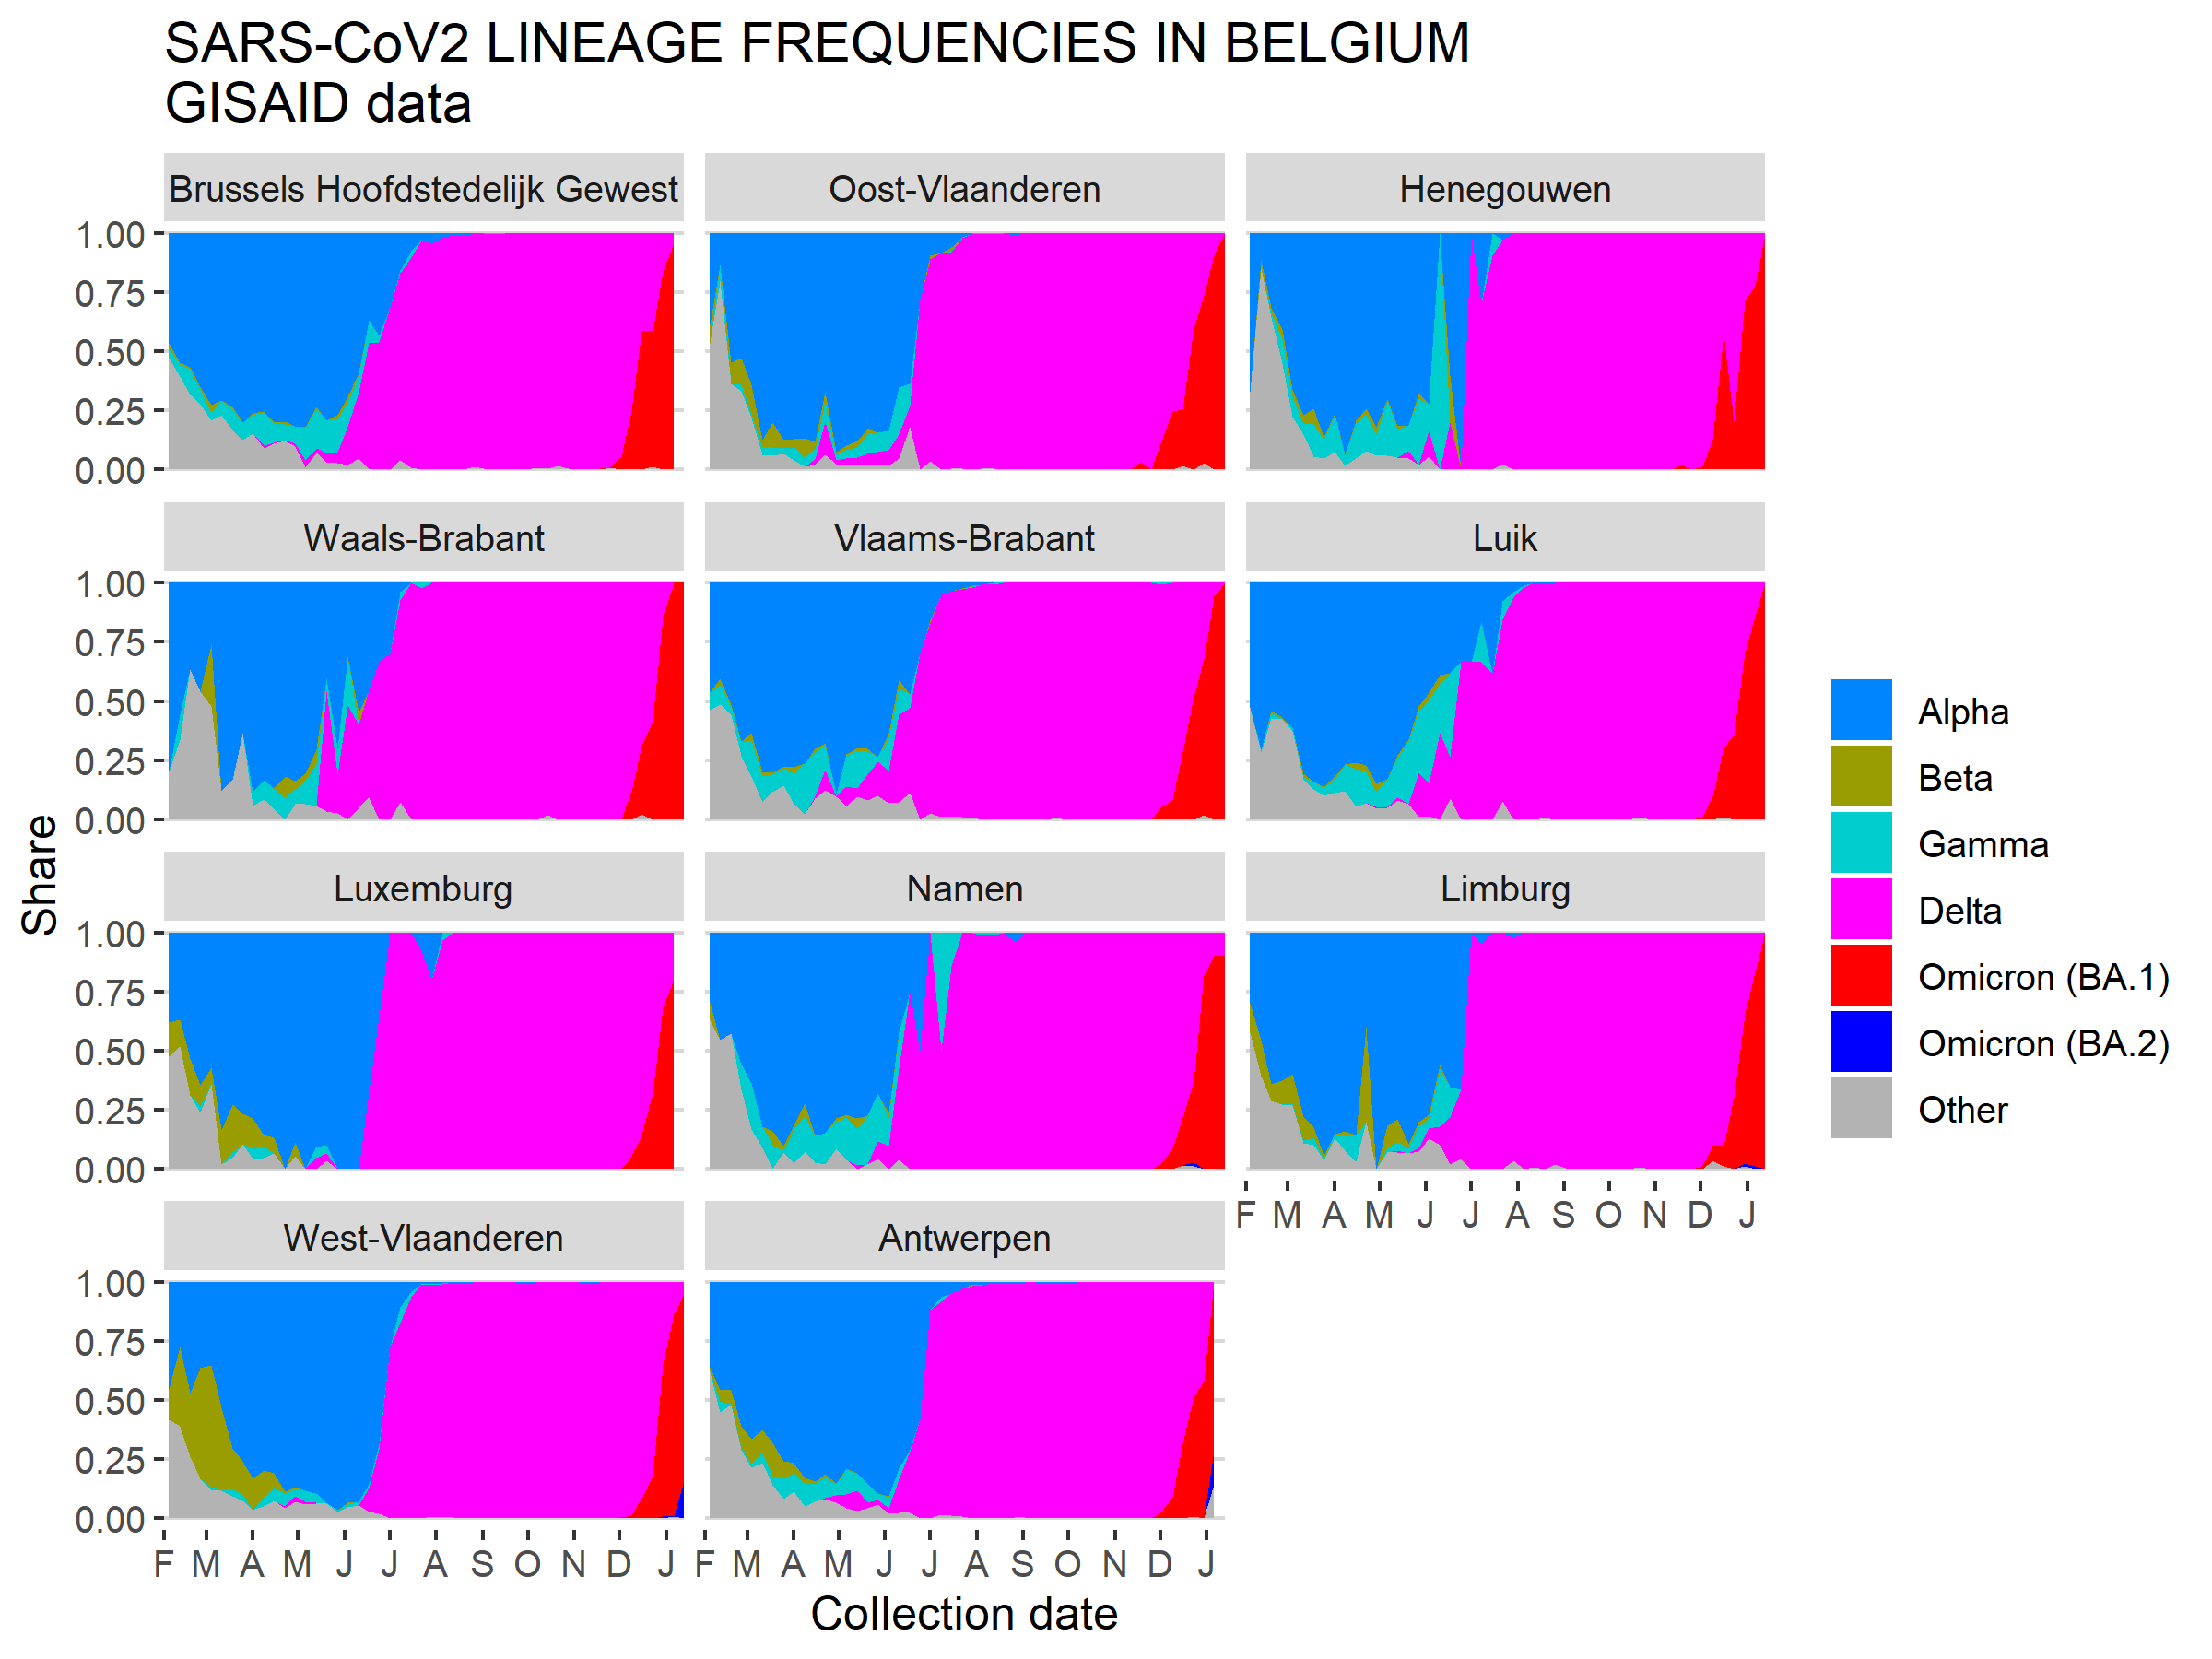 SARS-CoV2 LINEAGE FREQUENCIES IN BELGIUM
GISAID data
Brussels Hoofdstedelijk Gewest Oost-Vlaanderen Henegouwen
1.00
0.75
0.50
0.25
0.00
Waals-Brabant Vlaams-Brabant Luik
1.00
0.75
0.50
0.25
0.00
Luxemburg Namen Limburg
1.00
0.75
0.50
0.25
0.00
F M A M J J A S O N D J
West-Vlaanderen Antwerpen
1.00
0.75
0.50
0.25
0.00
F M A M J J A S O N D J F M A M J J A S O N D J
Collection date
Share
Alpha
Beta
Gamma
Delta
Omicron (BA.1)
Omicron (BA.2)
Other